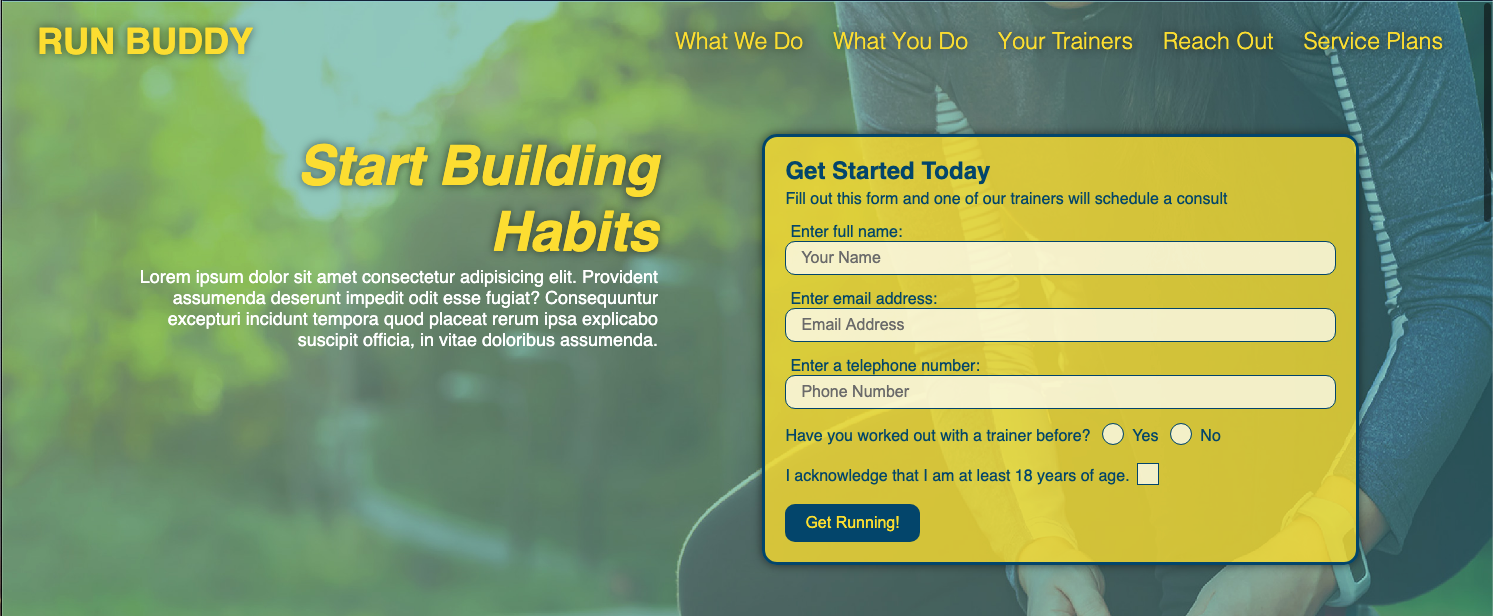 RUN BUDDY
What We Do What You Do Your Trainers Reach Out Service Plans
Start Building
Habits
Lorem ipsum dolor sit amet consectetur adipisicing elit. Provident
assumenda deserunt impedit odit esse fugiat? Consequuntur
excepturi incidunt tempora quod placeat rerum ipsa explicabo
suscipit officia, in vitae doloribus assumenda.
Get Started Today
Fill out this form and one of our trainers will schedule a consult
Enter full name:
Your Name
Enter email address:
Email Address
Enter a telephone number:
Phone Number
Have you worked out with a trainer before? Yes No
I acknowledge that I am at least 18 years of age.
Get Running!